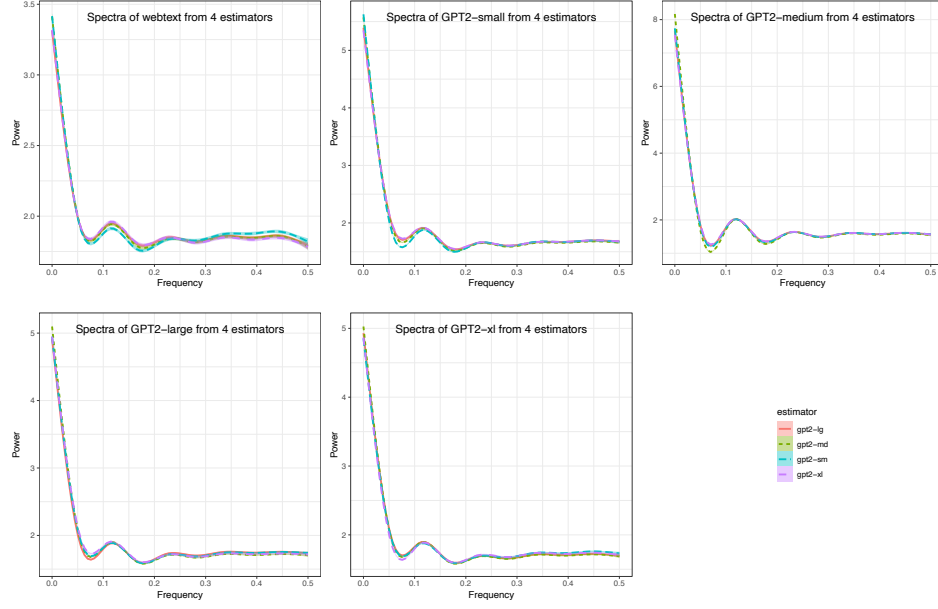 Spectra of webtext from 4 estimators
3.5
3.0
2.5
2.0
Power
0.0 0.1 0.2 0.3 0.4 0.5
Frequency
Spectra of GPT2-small from 4 estimators
5
4
3
2
Power
0.0 0.1 0.2 0.3 0.4 0.5
Frequency
Spectra of GPT2-medium from 4 estimators
8
6
4
2
Power
0.0 0.1 0.2 0.3 0.4 0.5
Frequency
Spectra of GPT2-large from 4 estimators
5
4
3
2
Power
0.0 0.1 0.2 0.3 0.4 0.5
Frequency
Spectra of GPT2-xl from 4 estimators
5
4
3
2
Power
0.0 0.1 0.2 0.3 0.4 0.5
Frequency
estimator
gpt2-lg
gpt2-md
gpt2-sm
gpt2-xl